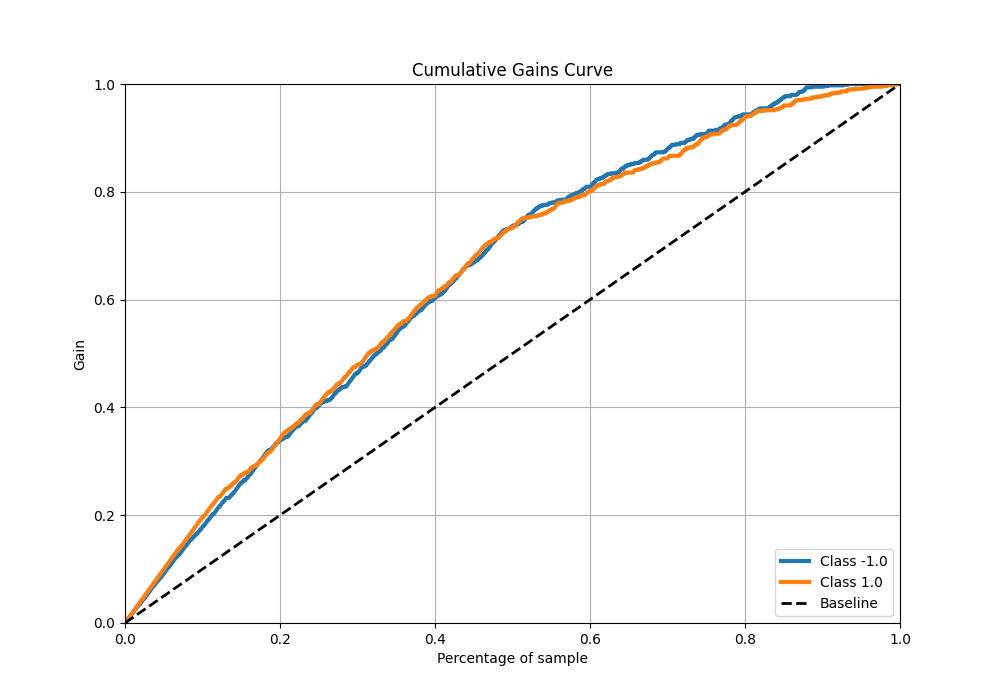 Cumulative Gains Curve
1.0
0.8
0.6
0.4
0.2
0.0
Gain
0.0 0.2 0.4 0.6 0.8 1.0
Percentage of sample
Class -1.0
Class 1.0
Baseline